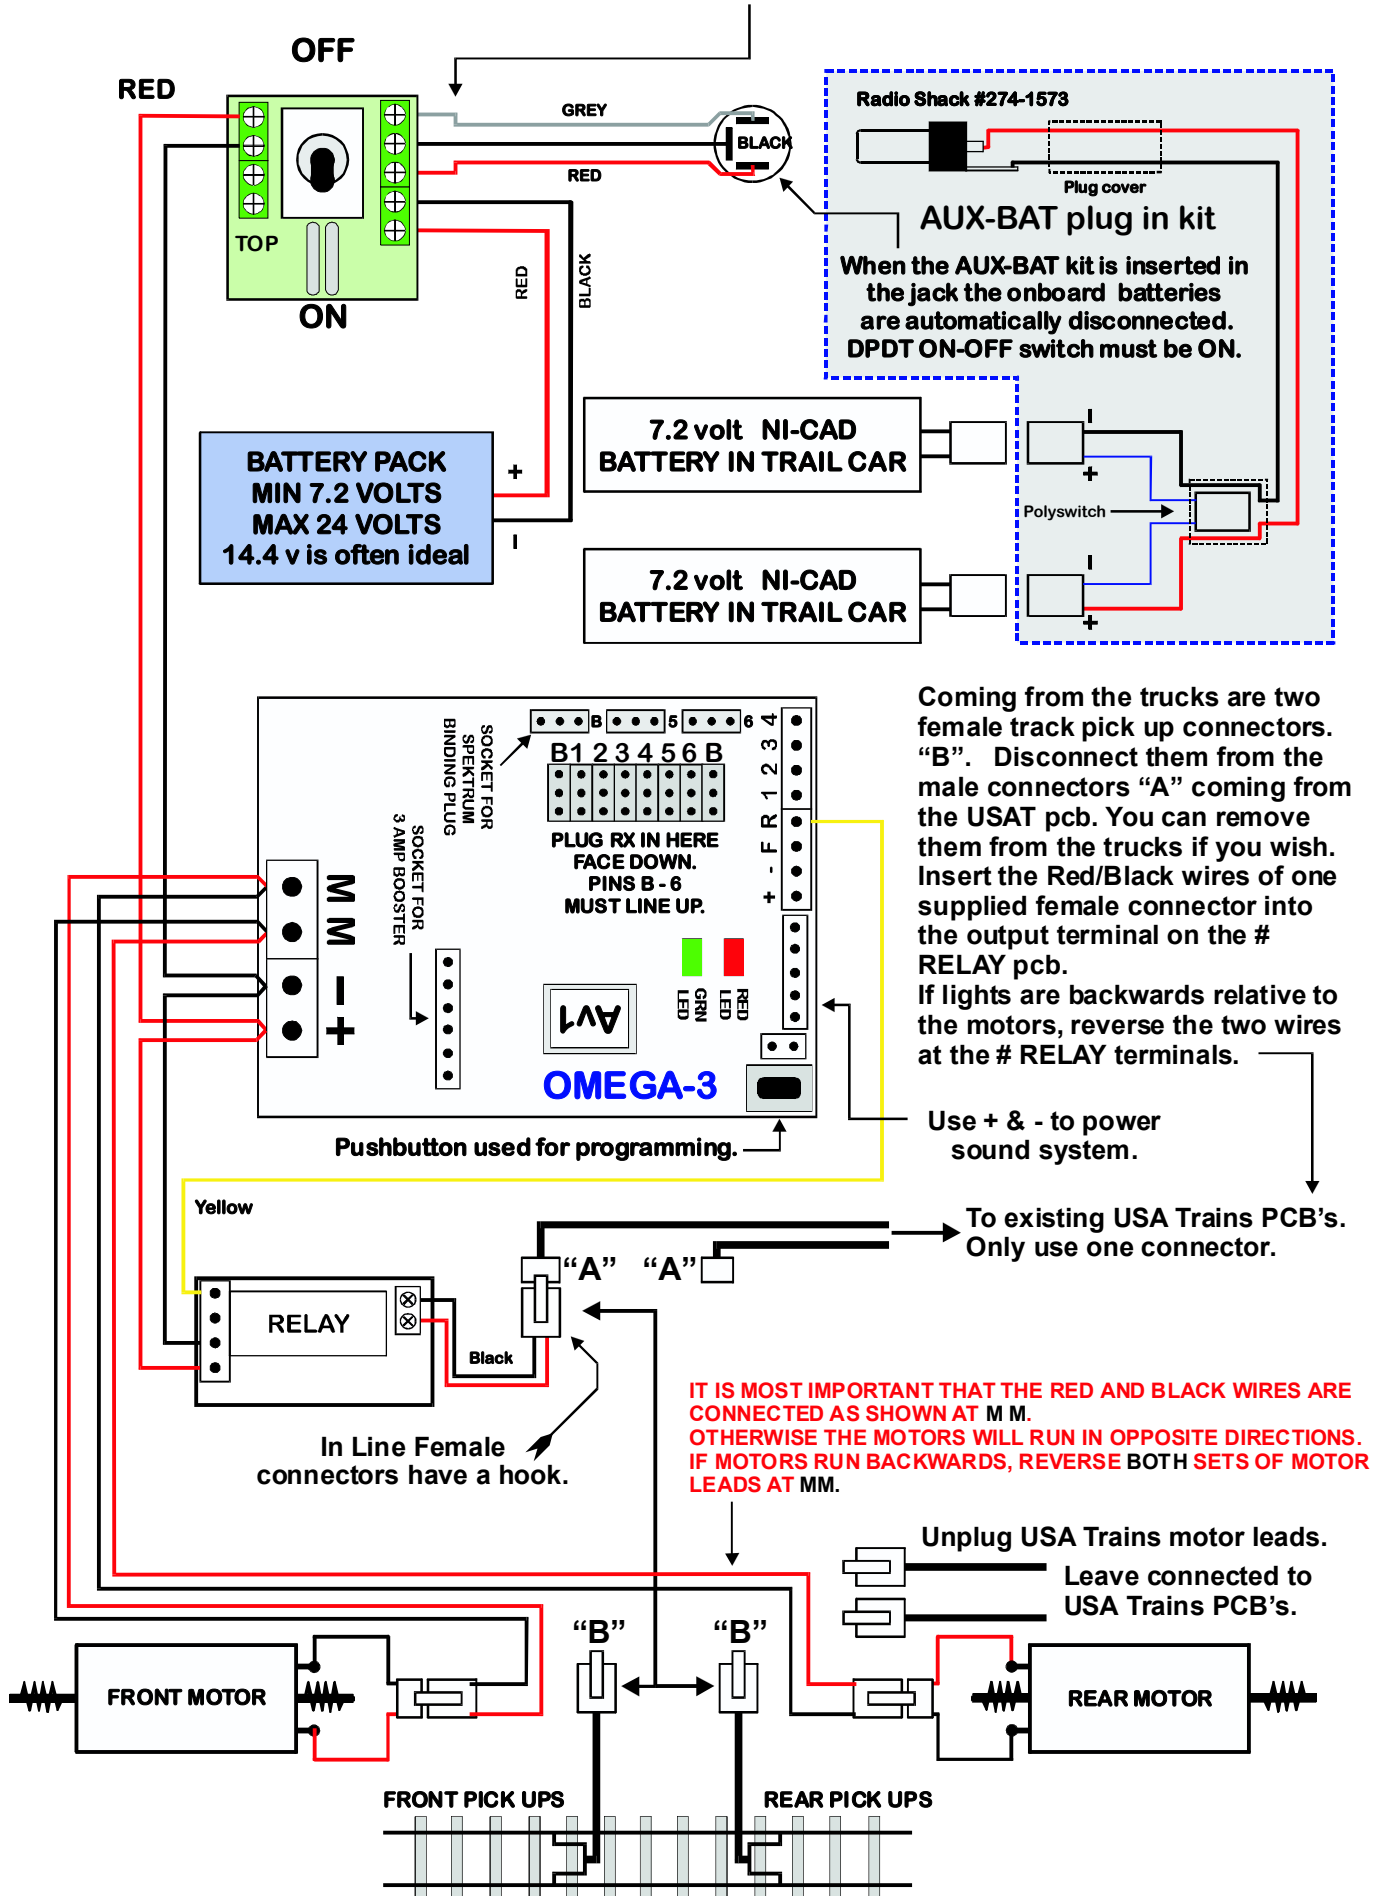 OFF
RED
GREY
BLACK
RED
TOP
ON
RED
BLACK
Radio Shack #274-1573
Plug cover
AUX-BAT plug in kit
When the AUX-BAT kit is inserted in
the jack the onboard batteries
are automatically disconnected.
DPDT ON-OFF switch must be ON.
BATTERY PACK
MIN 7.2 VOLTS
MAX 24 VOLTS
14.4 v is often ideal
+
-
7.2 volt NI-CAD
BATTERY IN TRAIL CAR
-
+
Polyswitch
7.2 volt NI-CAD
BATTERY IN TRAIL CAR
-
+
SOCKET FOR
SPEKTRUM
BINDING PLUG
B
5
6
B 1 2 3 4 5 6 B
PLUG RX IN HERE
FACE DOWN.
PINS B - 6
MUST LINE UP.
+ - F R 1 2 3 4
SOCKET FOR
3 AMP BOOSTER
M
M
-
+
GRN
LED
RED
LED
Av1
OMEGA-3
Pushbutton used for programming.
Coming from the trucks are two
female track pick up connectors.
“B”. Disconnect them from the
male connectors “A” coming from
the USAT pcb. You can remove
them from the trucks if you wish.
Insert the Red/Black wires of one
supplied female connector into
the output terminal on the #
RELAY pcb.
If lights are backwards relative to
the motors, reverse the two wires
at the # RELAY terminals.
Use + & - to power
sound system.
Yellow
To existing USA Trains PCB’s.
Only use one connector.
“A” “A”
RELAY
Black
In Line Female
connectors have a hook.
IT IS MOST IMPORTANT THAT THE RED AND BLACK WIRES ARE
CONNECTED AS SHOWN AT M M.
OTHERWISE THE MOTORS WILL RUN IN OPPOSITE DIRECTIONS.
IF MOTORS RUN BACKWARDS, REVERSE BOTH SETS OF MOTOR
LEADS AT MM.
Unplug USA Trains motor leads.
Leave connected to
USA Trains PCB’s.
“B” “B”
FRONT MOTOR
REAR MOTOR
FRONT PICK UPS
REAR PICK UPS